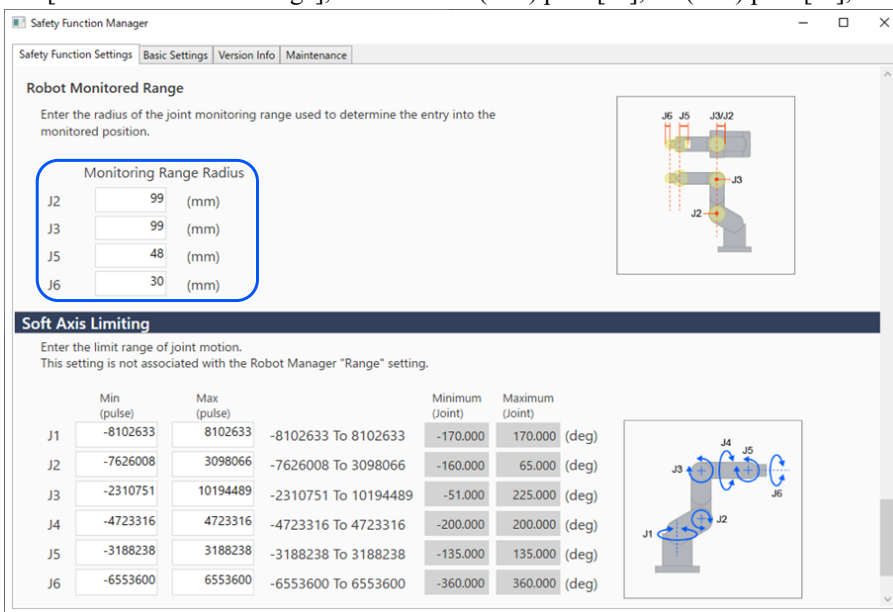 Safety Function Manager
Safety Function Settings Basic Settings Version Info Maintenance
Robot Monitored Range
Enter the radius of the joint monitoring range used to determine the entry into the
monitored position.
Monitoring Range Radius
J2 99 (mm)
J3 99 (mm)
J5 48 (mm)
J6 30 (mm)
J6 J5 J3/J2
J3
J2
Soft Axis Limiting
Enter the limit range of joint motion.
This setting is not associated with the Robot Manager "Range" setting.
Min Max Minimum Maximum
(pulse) (pulse) (Joint) (Joint)
J1 -8102633 8102633 -8102633 To 8102633 -170.000 170.000 (deg)
J2 -7626008 3098066 -7626008 To 3098066 -160.000 65.000 (deg)
J3 -2310751 10194489 -2310751 To 10194489 -51.000 225.000 (deg)
J4 -4723316 4723316 -4723316 To 4723316 -200.000 200.000 (deg)
J5 -3188238 3188238 -3188238 To 3188238 -135.000 135.000 (deg)
J6 -6553600 6553600 -6553600 To 6553600 -360.000 360.000 (deg)
J4
J5
J3
J6
J2
J1